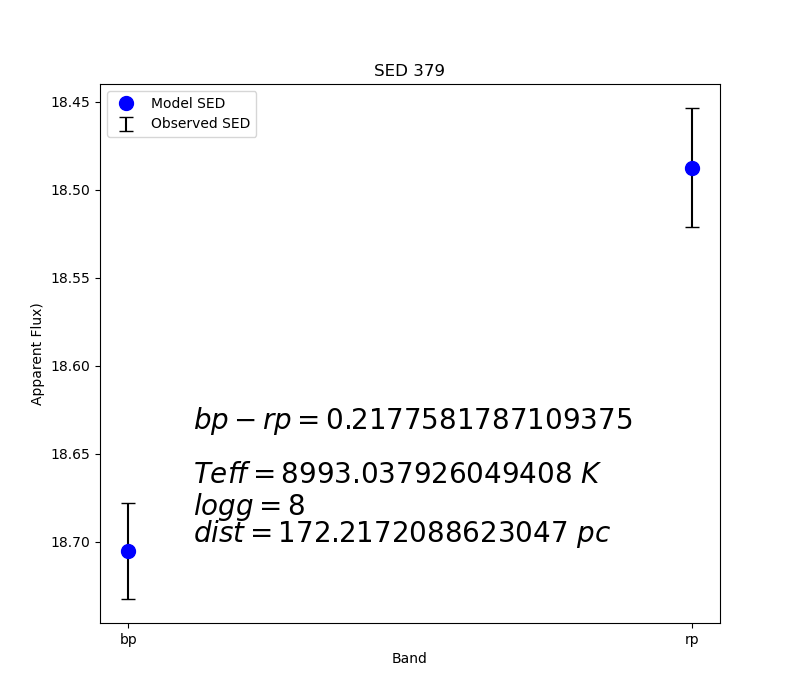 SED 379
Model SED
Observed SED
18.45
18.50
18.55
18.60
18.65
18.70
Apparent Flux)
bp − rp = 0.2177581787109375
Teff = 8993.037926049408 K
logg = 8
dist = 172.2172088623047 pc
bp
rp
Band